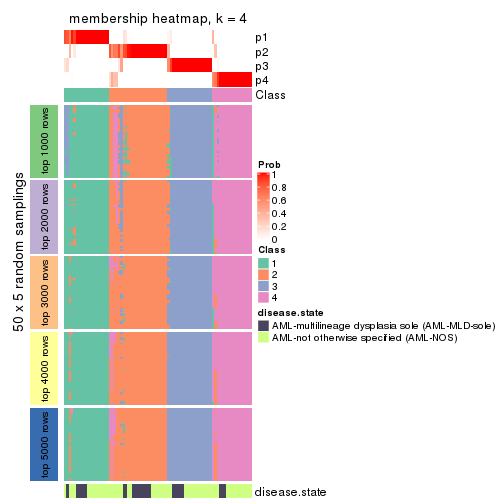 membership heatmap, k = 4
p1
p2
p3
p4
Class
50 x 5 random samplings
top 1000 rows
top 2000 rows
top 3000 rows
top 4000 rows
top 5000 rows
Prob
1
0.8
0.6
0.4
0.2
0
Class
1
2
3
4
disease.state
AML-multilineage dysplasia sole (AML-MLD-sole)
AML-not otherwise specified (AML-NOS)
disease.state